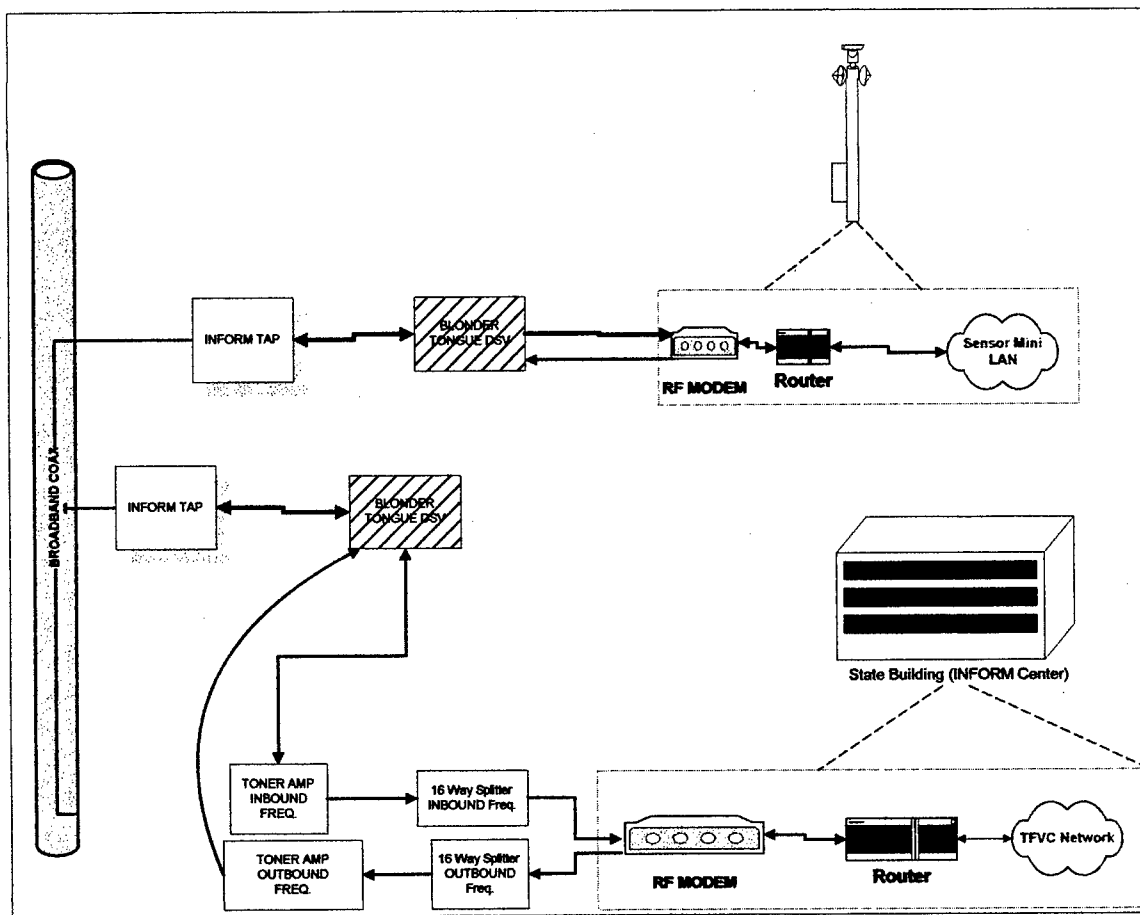 INFORM TAP
BLONDER
TONGUE DSV
RF MODEM
Router
Sensor Mini
LAN
BROADBAND COAX
INFORM TAP
BLONDER
TONGUE DSV
State Building (INFORM Center)
TONER AMP
INBOUND
FREQ.
16 Way Splitter
INBOUND Freq.
TONER AMP
OUTBOUND
FREQ.
16 Way Splitter
OUTBOUND
Freq.
RF MODEM
Router
TFVC Network